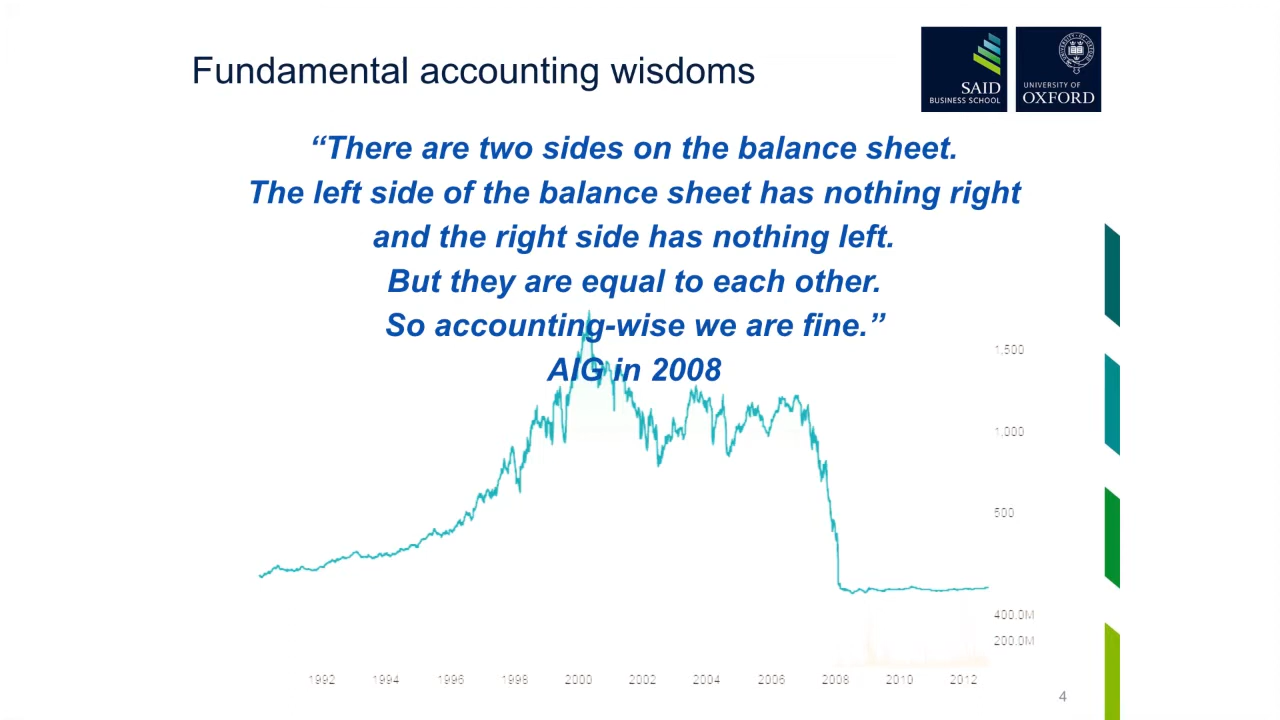 Fundamental accounting wisdoms
SAID
BUSINESS SCHOOL
UNIVERSITY OF
OXFORD
“There are two sides on the balance sheet.
The left side of the balance sheet has nothing right
and the right side has nothing left.
But they are equal to each other.
So accounting-wise we are fine.”
AIG in 2008
1,500
1,000
500
400.0M
200.0M
1992 1994 1996 1998 2000 2002 2004 2006 2008 2010 2012
4